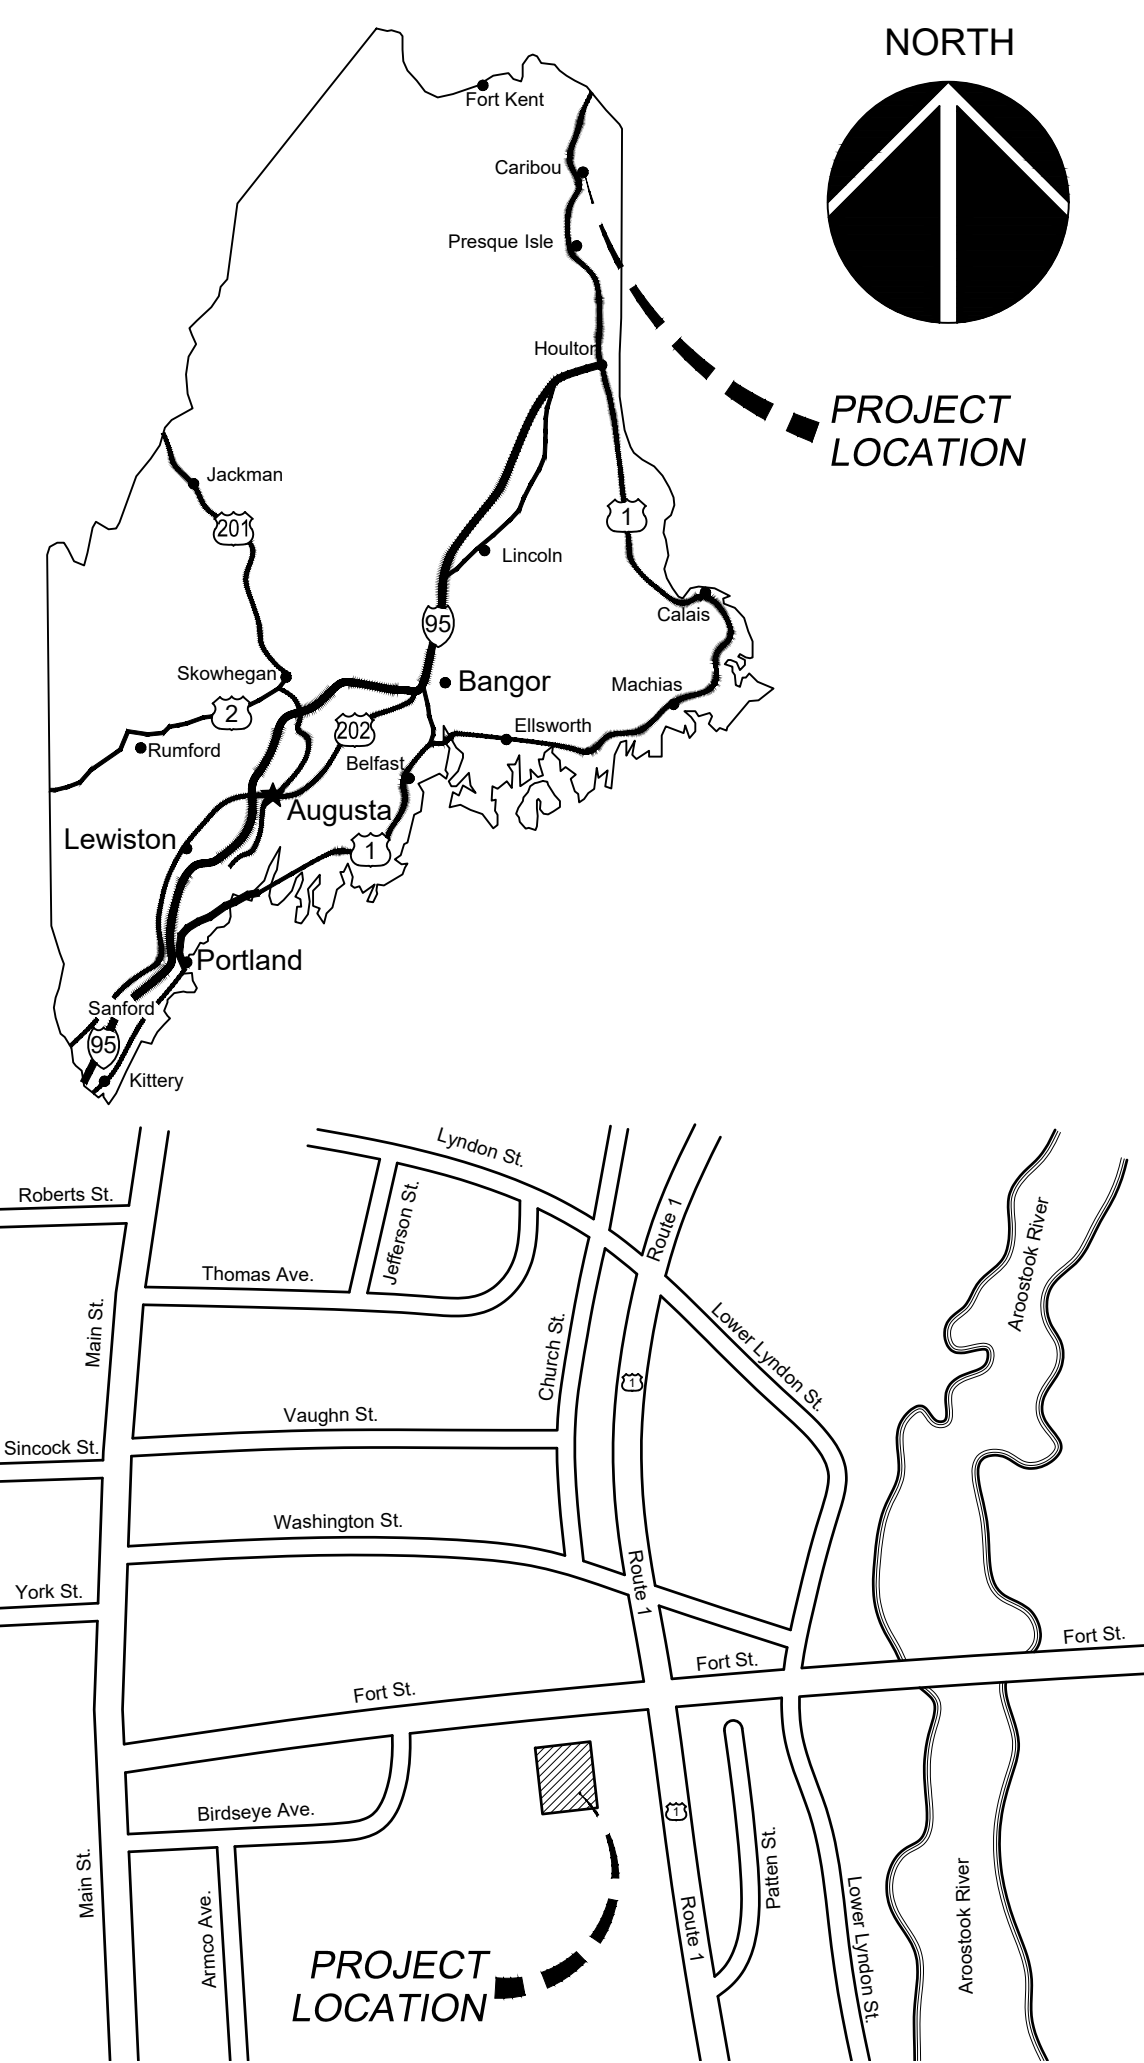 NORTH
Fort Kent
Caribou
Presque Isle
Houlton
PROJECT
LOCATION
Jackman
201
1
Lincoln
95
Calais
Skowhegan
Bangor
Machias
2
202
Ellsworth
Rumford
Belfast
Augusta
Lewiston
1
Portland
Sanford
95
Kittery
Lyndon St.
Roberts St.
Jefferson St.
Route 1
Aroostook River
Thomas Ave.
Main St.
Church St.
Lower Lyndon St.
1
Vaughn St.
Sincock St.
Washington St.
Route 1
York St.
Fort St.
Fort St.
Fort St.
Birdseye Ave.
1
Main St.
Armco Ave.
Patten St.
Route 1
Lower Lyndon St.
Aroostook River
PROJECT
LOCATION